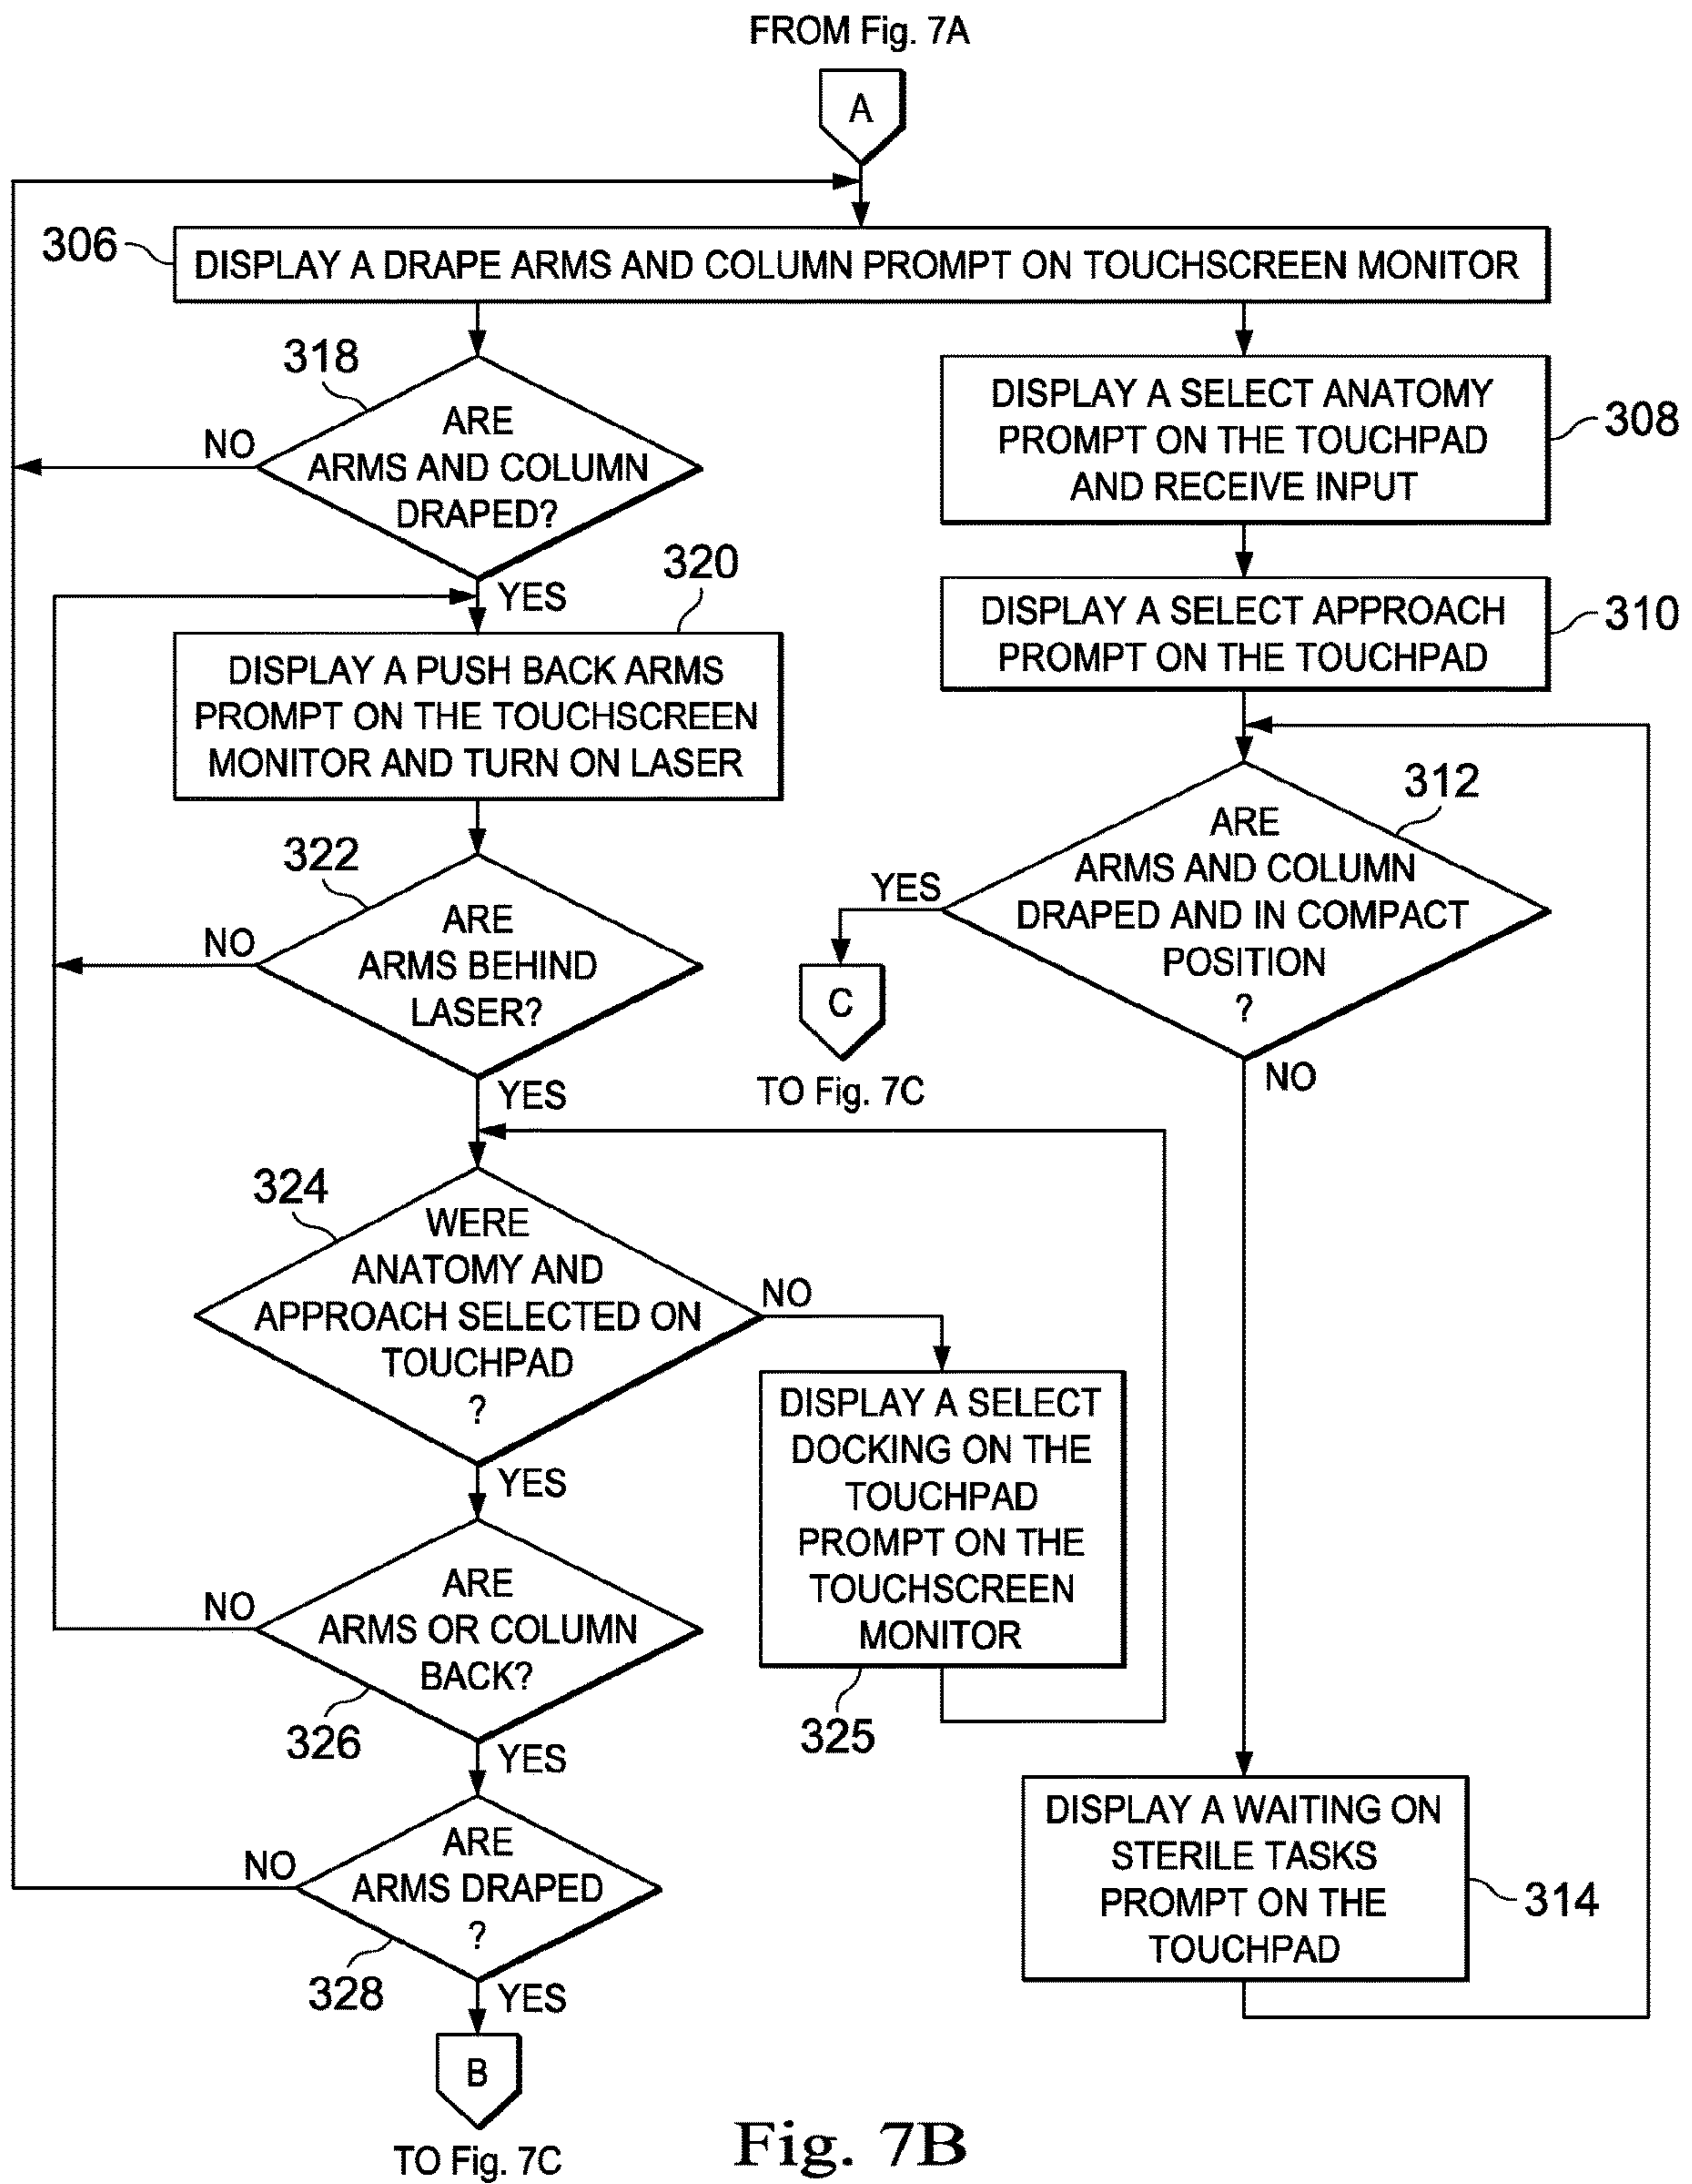 FROM Fig. 7A
A
306
DISPLAY A DRAPE ARMS AND COLUMN PROMPT ON TOUCHSCREEN MONITOR
318
ARE
ARMS AND COLUMN
DRAPED?
NO
YES
320
DISPLAY A PUSH BACK ARMS
PROMPT ON THE TOUCHSCREEN
MONITOR AND TURN ON LASER
322
ARE
ARMS BEHIND
LASER?
NO
YES
324
WERE
ANATOMY AND
APPROACH SELECTED ON
TOUCHPAD
?
NO
YES
DISPLAY A SELECT
DOCKING ON THE
TOUCHPAD
PROMPT ON THE
TOUCHSCREEN
MONITOR
325
ARE
ARMS OR COLUMN
BACK?
NO
326
YES
ARE
ARMS DRAPED
?
NO
328
YES
B
TO Fig. 7C
DISPLAY A SELECT ANATOMY
PROMPT ON THE TOUCHPAD
AND RECEIVE INPUT
308
DISPLAY A SELECT APPROACH
PROMPT ON THE TOUCHPAD
310
312
ARE
ARMS AND COLUMN
DRAPED AND IN COMPACT
POSITION
?
YES
C
TO Fig. 7C
NO
DISPLAY A WAITING ON
STERILE TASKS
PROMPT ON THE
TOUCHPAD
314
Fig. 7B